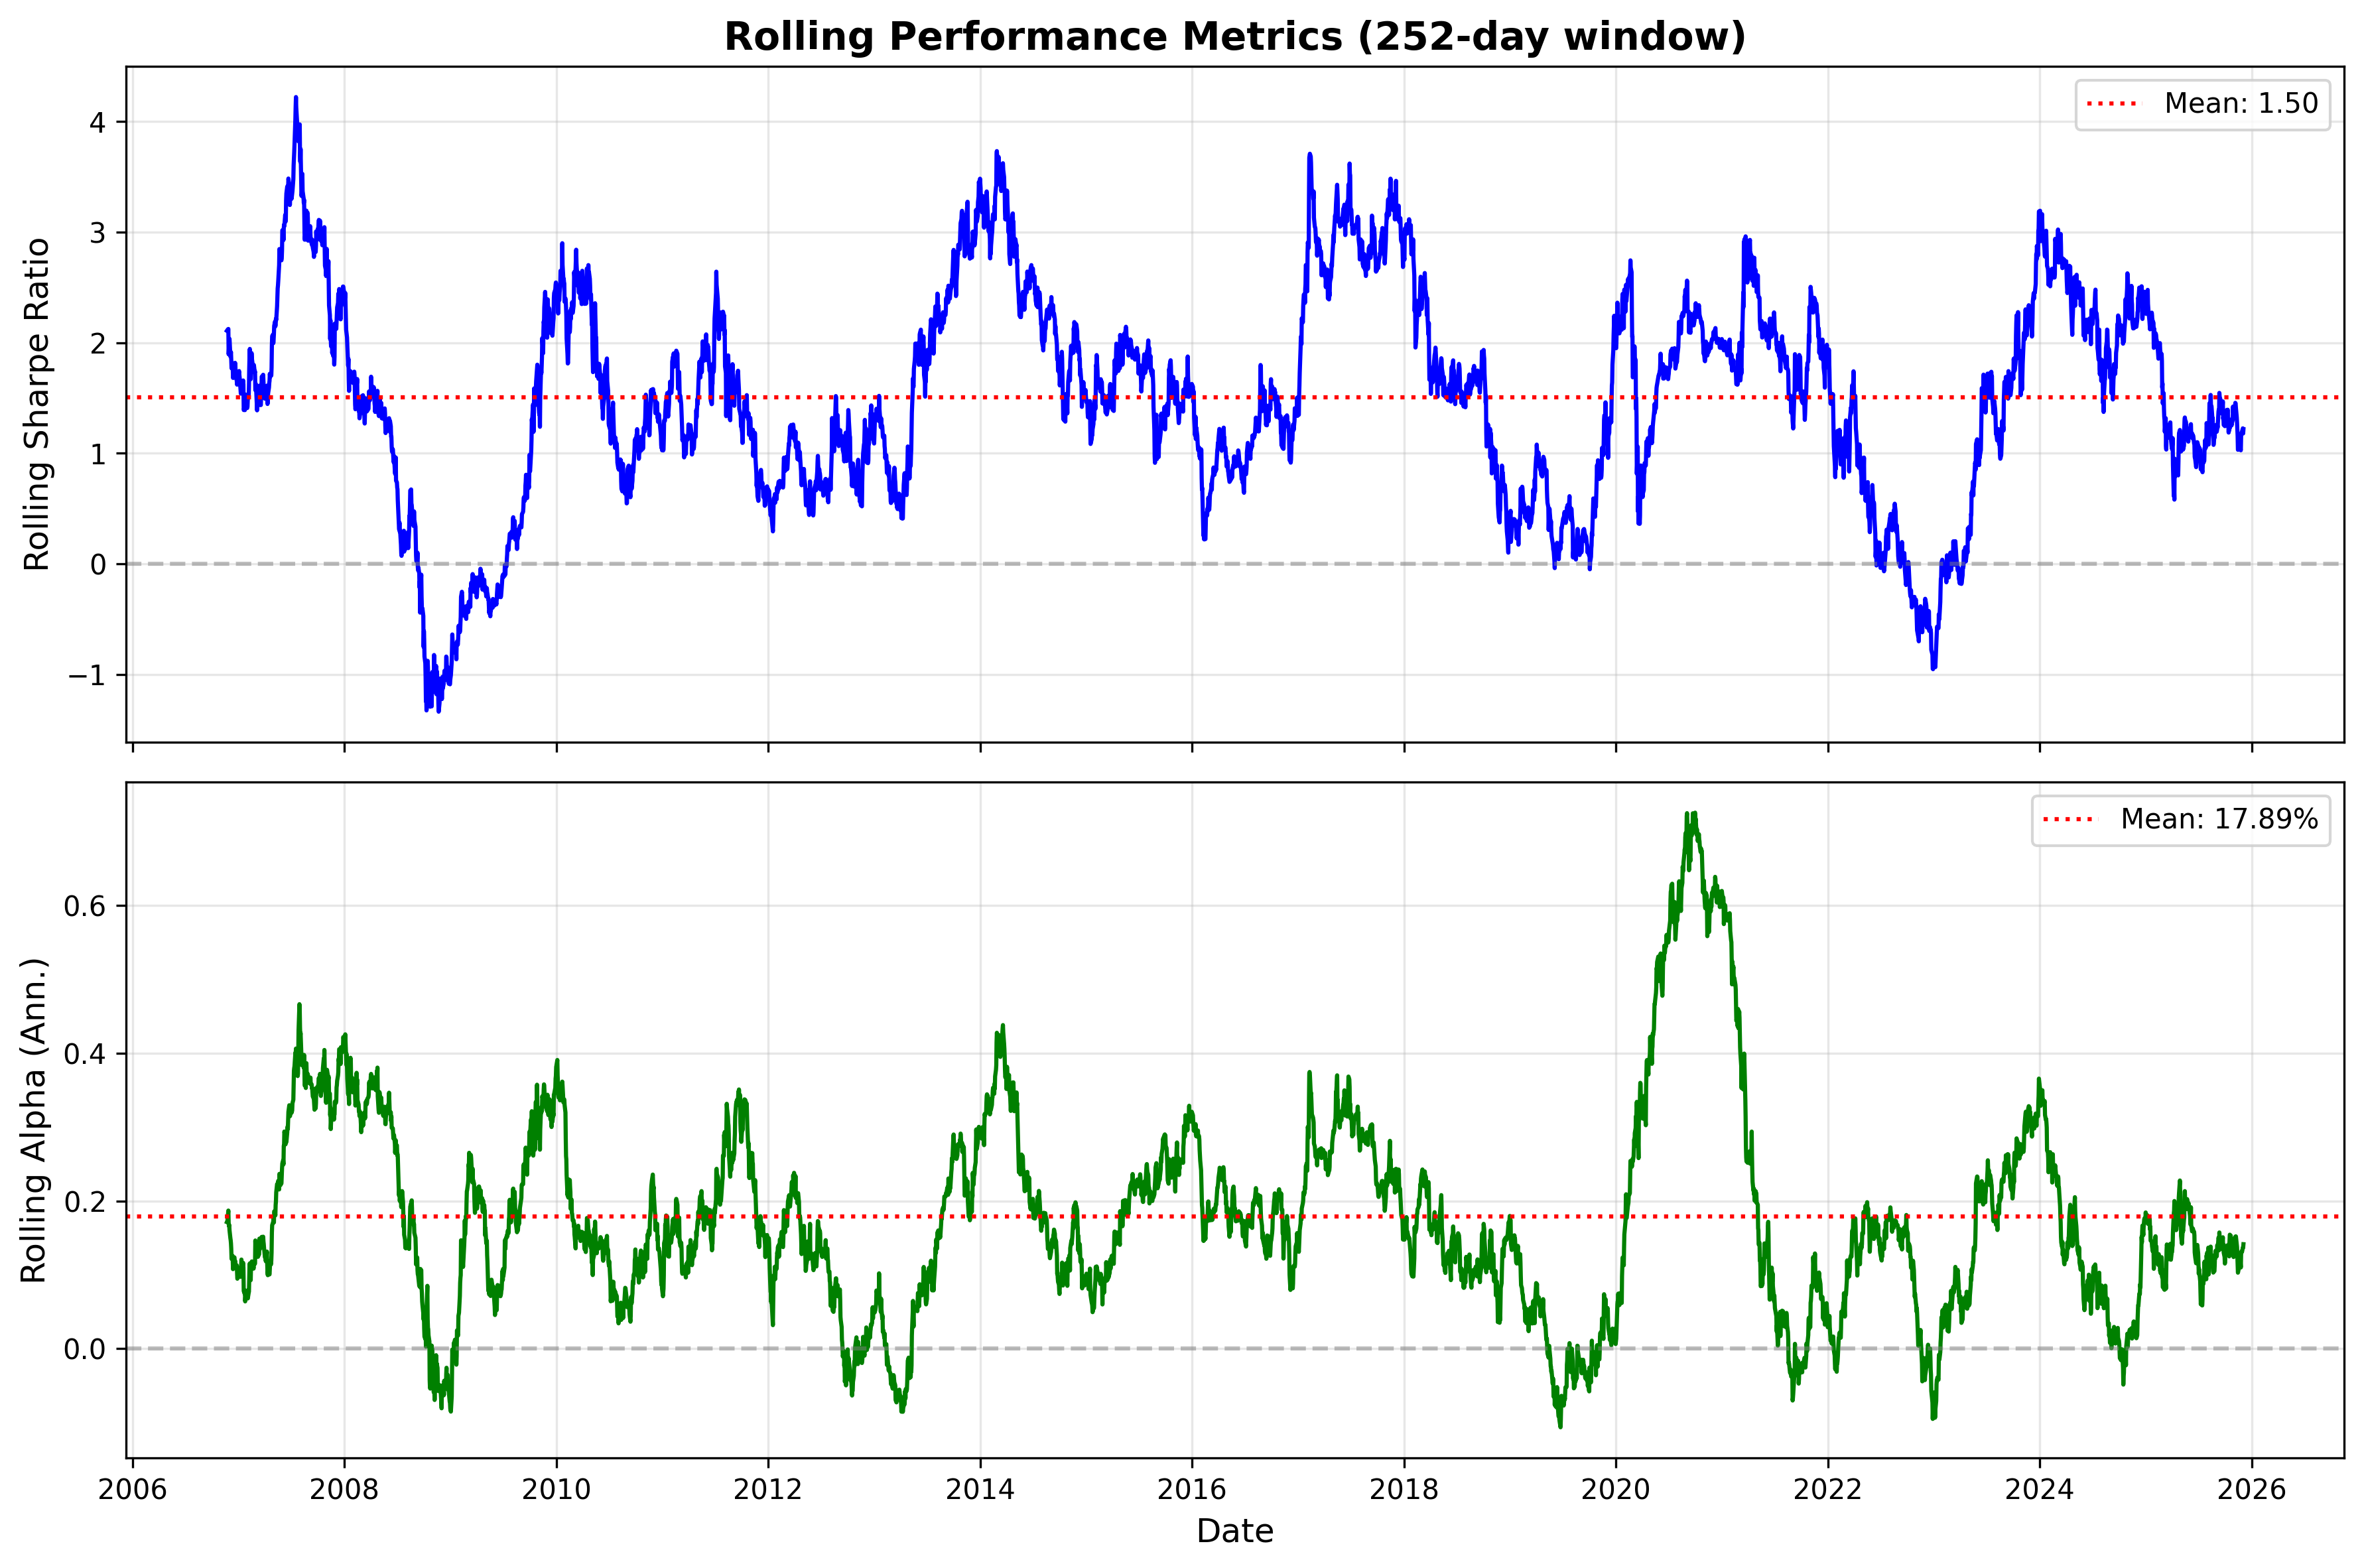 Rolling Performance Metrics (252-day window)
Rolling Sharpe Ratio
4
3
2
1
0
−1
Mean: 1.50
Rolling Alpha (Ann.)
0.6
0.4
0.2
0.0
Mean: 17.89%
2006 2008 2010 2012 2014 2016 2018 2020 2022 2024 2026
Date